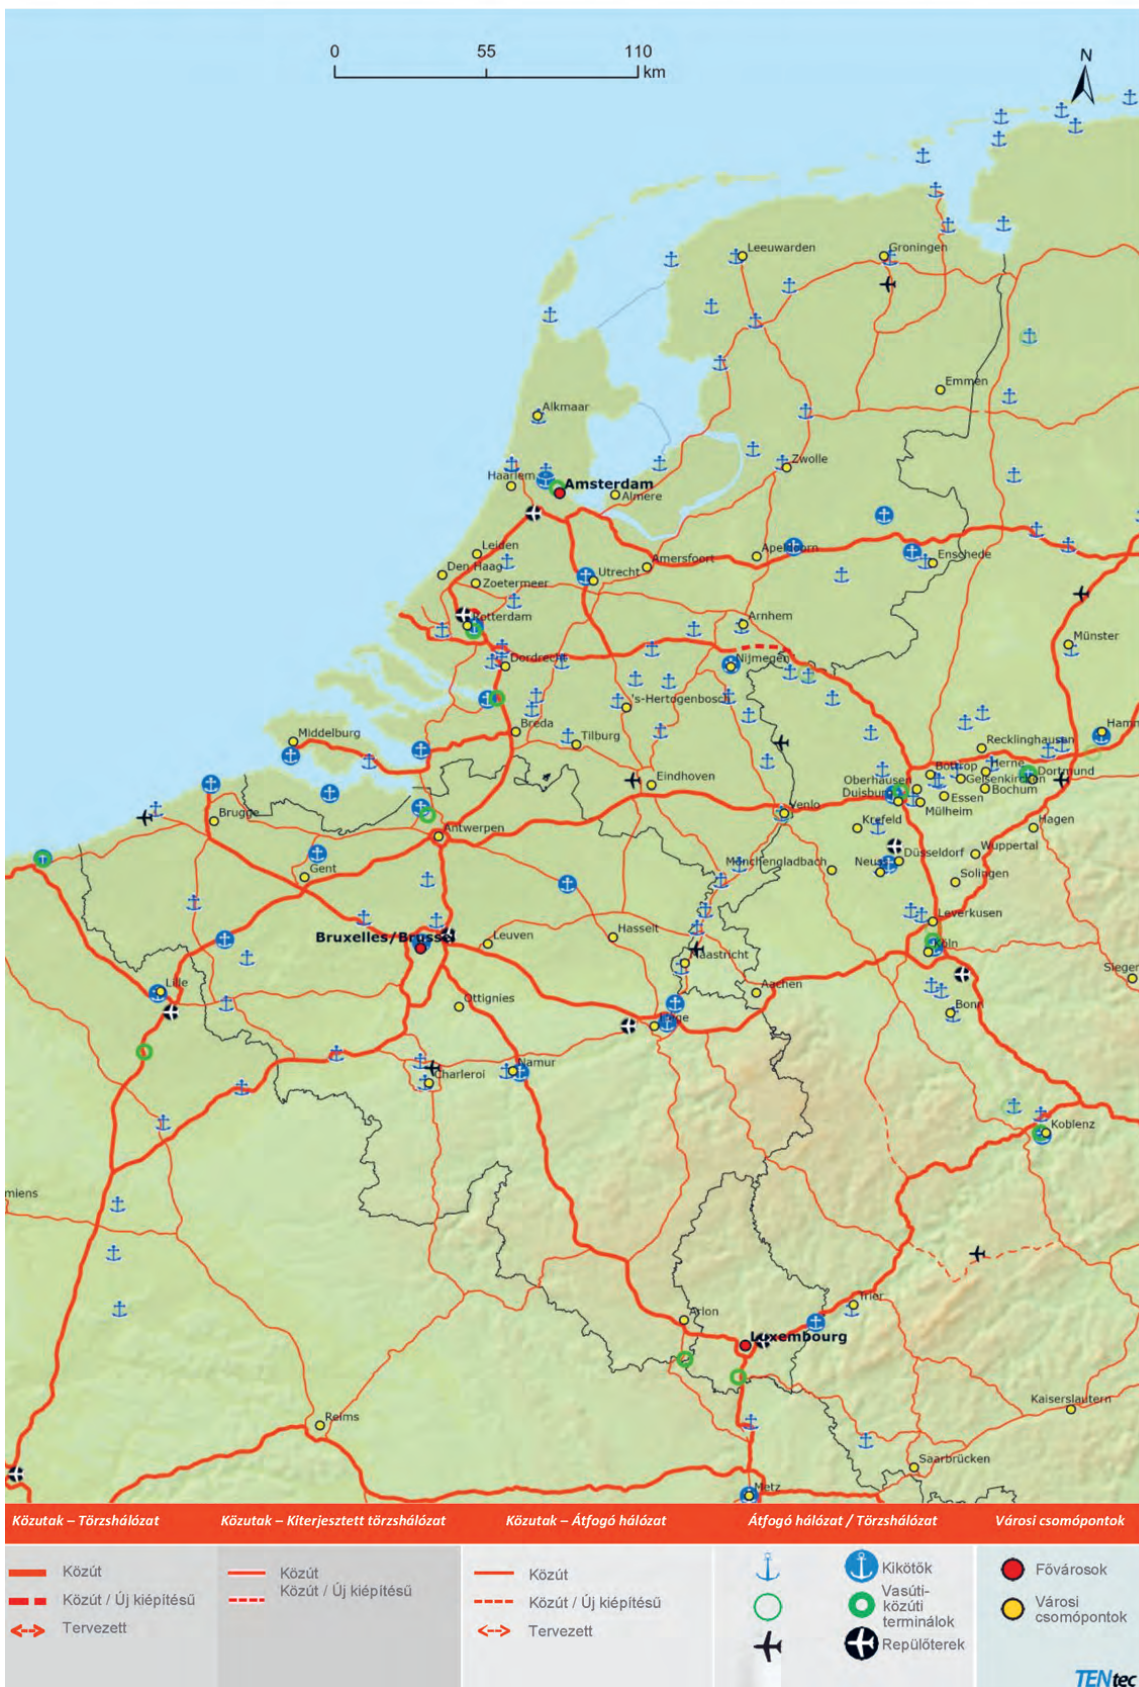 0 55 110
km
N
Leeuwarden
Groningen
Emmen
Alkmaar
Zwolle
Haarlem
Amsterdam
Almere
Leiden
Amersfoort
Apeldoorn
Enschede
Den Haag
Utrecht
Zoetermeer
Rotterdam
Arnhem
Münster
Dordrecht
Nijmegen
's-Hertogenbosch
Middelburg
Breda
Tilburg
Recklinghausen
Hamm
Eindhoven
Bottrop
Herne
Oberhausen
Gelsenkirchen
Dortmund
Duisburg
Essen
Bochum
Mülheim
Venlo
Brugge
Krefeld
Hagen
Antwerpen
Wuppertal
Düsseldorf
Gent
Mönchengladbach
Neuss
Solingen
Leverkusen
Bruxelles/Brussel
Leuven
Hasselt
Köln
Maastricht
Siegen
Lille
Aachen
Ottignies
Bonn
Liège
Charleroi
Namur
Koblenz
miens
Trier
Arlon
Luxembourg
Kaiserslautern
Reims
Saarbrücken
Metz
Közutak – Törzshálózat
Közutak – Kiterjesztett törzshálózat
Közutak – Átfogó hálózat
Átfogó hálózat / Törzshálózat
Városi csomópontok
Közút
Közút / Új kiépítésű
Tervezett
Közút
Közút / Új kiépítésű
Közút
Közút / Új kiépítésű
Tervezett
Kikötők
Vasúti-
közúti
terminálok
Repülőterek
Fővárosok
Városi
csomópontok
TENtec